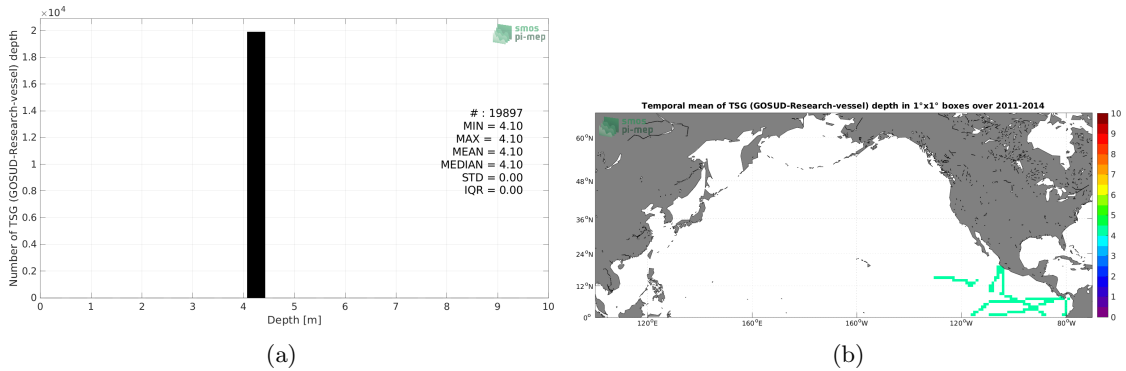 ×10⁴
2
1.8
1.6
1.4
1.2
1
0.8
0.6
0.4
0.2
0
Number of TSG (GOSUD-Research-vessel) depth
smos
pi-mep
# : 19897
MIN = 4.10
MAX = 4.10
MEAN = 4.10
MEDIAN = 4.10
STD = 0.00
IQR = 0.00
0 1 2 3 4 5 6 7 8 9 10
Depth [m]
(a)
Temporal mean of TSG (GOSUD-Research-vessel) depth in 1°x1° boxes over 2011-2014
smos
pi-mep
60°N
48°N
36°N
24°N
12°N
0°
120°E 160°E 160°W 120°W 80°W
10
9
8
7
6
5
4
3
2
1
0
(b)